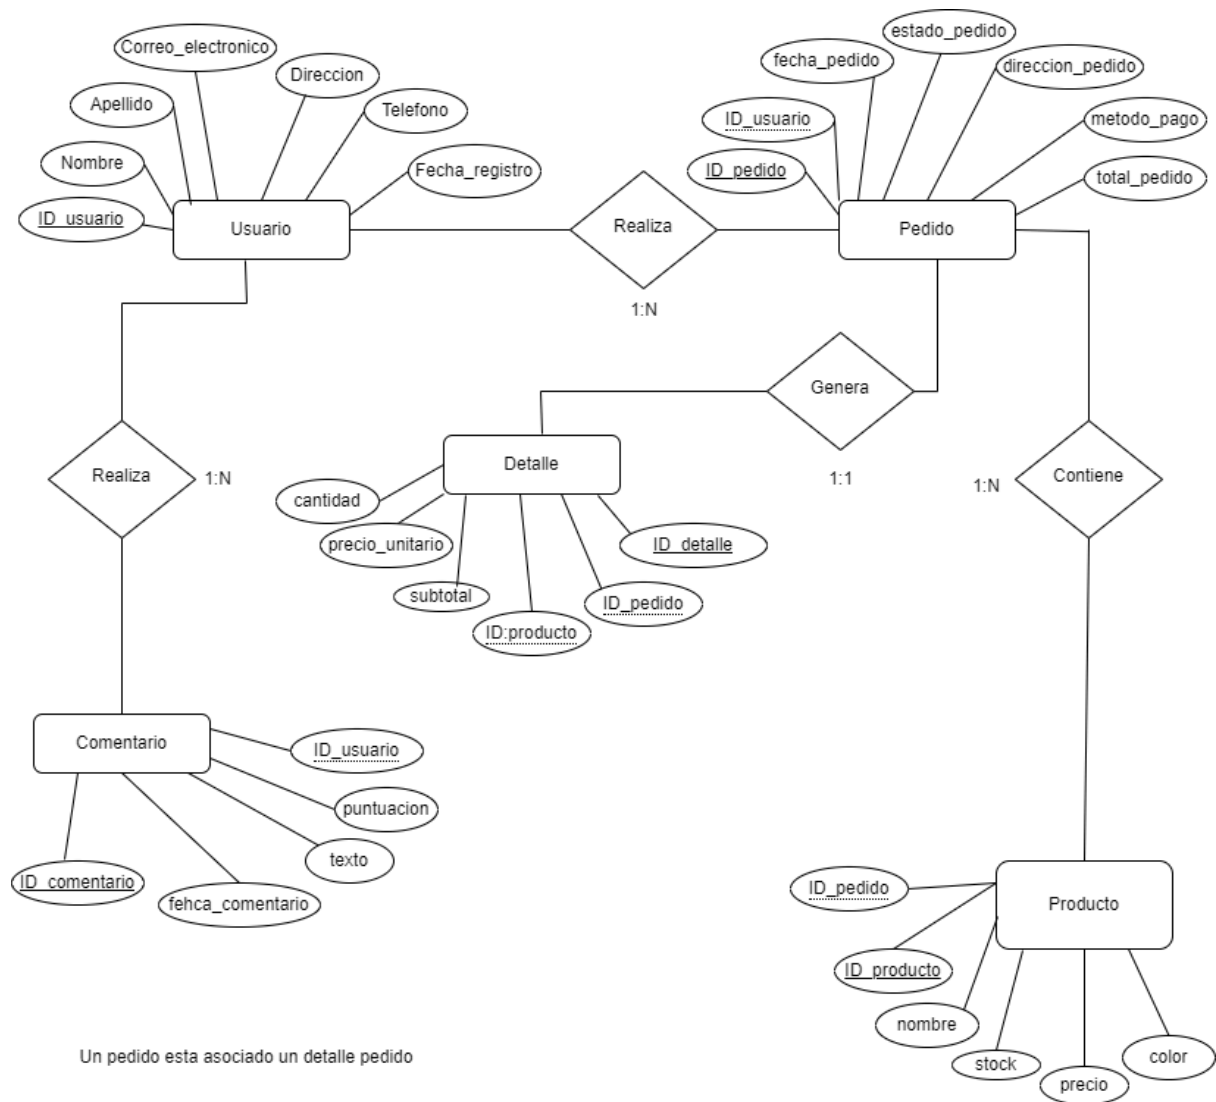 estado_pedido
Correo_electronico
fecha_pedido
direccion_pedido
Direccion
Apellido
Telefono
ID_usuario
metodo_pago
Nombre
Fecha_registro
ID_pedido
total_pedido
ID_usuario
Usuario
Realiza
Pedido
1:N
Genera
Detalle
Realiza
1:N
1:1
1:N
Contiene
cantidad
precio_unitario
ID_detalle
subtotal
ID_pedido
ID:producto
Comentario
ID_usuario
puntuacion
texto
ID_comentario
fehca_comentario
ID_pedido
Producto
ID_producto
nombre
stock
color
precio
Un pedido esta asociado un detalle pedido